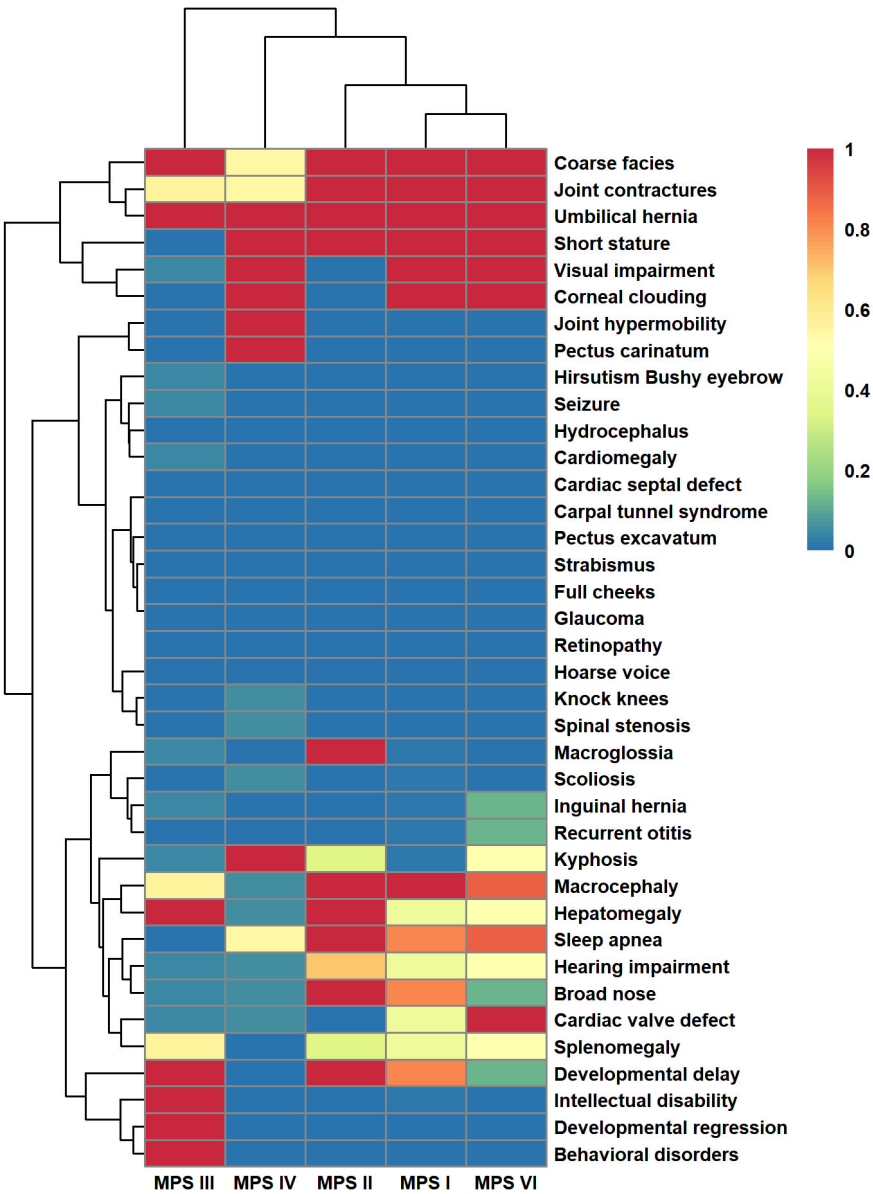 Coarse facies
Joint contractures
Umbilical hernia
Short stature
Visual impairment
Corneal clouding
Joint hypermobility
Pectus carinatum
Hirsutism Bushy eyebrow
Seizure
Hydrocephalus
Cardiomegaly
Cardiac septal defect
Carpal tunnel syndrome
Pectus excavatum
Strabismus
Full cheeks
Glaucoma
Retinopathy
Hoarse voice
Knock knees
Spinal stenosis
Macroglossia
Scoliosis
Inguinal hernia
Recurrent otitis
Kyphosis
Macrocephaly
Hepatomegaly
Sleep apnea
Hearing impairment
Broad nose
Cardiac valve defect
Splenomegaly
Developmental delay
Intellectual disability
Developmental regression
Behavioral disorders
MPS III MPS IV MPS II MPS I MPS VI
1
0.8
0.6
0.4
0.2
0